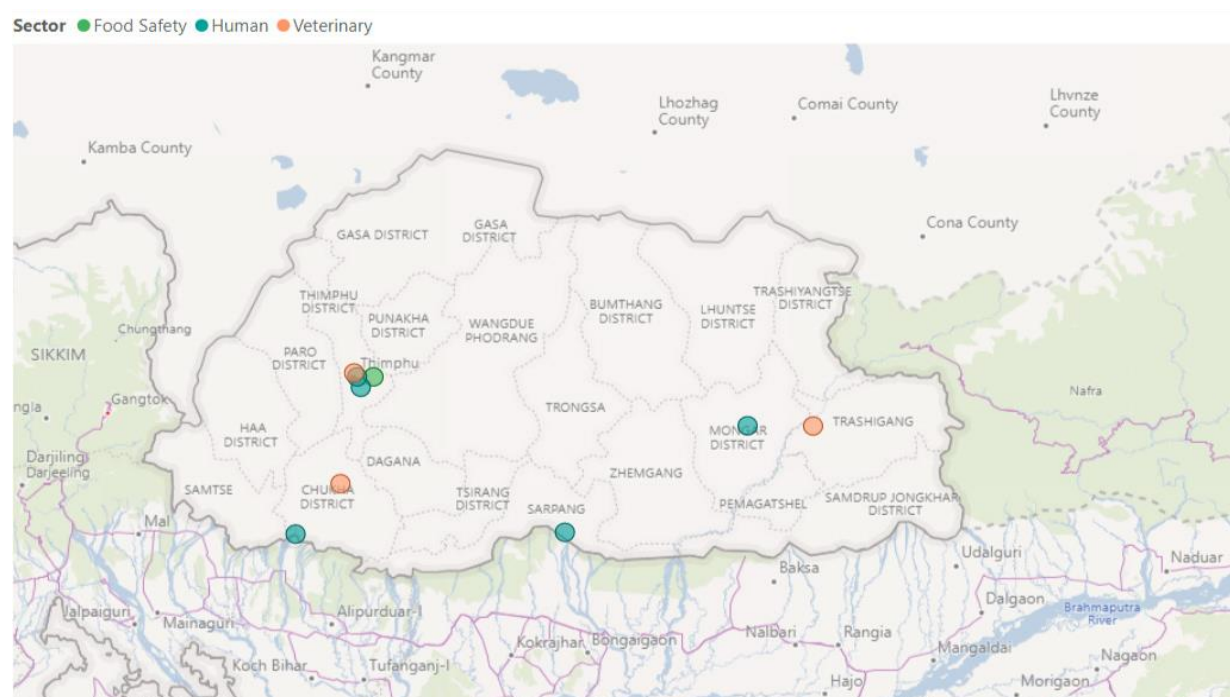 Sector Food Safety Human Veterinary
Kangmar
County
Lhozhag
County
Comai County
Lhvnze
County
Kamba County
Cona County
GASA DISTRICT
GASA
DISTRICT
THIMPHU
DISTRICT
PUNAKHA
DISTRICT
WANGDUE
PHODRANG
BUMTHANG
DISTRICT
LHUNTSE
DISTRICT
TRASHIYANGTSE
DISTRICT
Chungthang
SIKKIM
PARO
DISTRICT
Thimphu
Nafra
Gangtok
ngla
HAA
DISTRICT
TRONGSA
MONGAR
DISTRICT
TRASHIGANG
Darjiling
Darjeeling
DAGANA
ZHEMGANG
SAMTSE
CHUKHA
DISTRICT
TSIRANG
DISTRICT
SARPANG
PEMAGATSHEL
SAMDRUP JONGKHAR
DISTRICT
Mal
Udalguri
Naduar
Baksa
Jalpaiguri
Mainaguri
Alipurduar-I
Dalgaon
Brahmaputra
River
Kokrajhar
Bongaigaon
Nalbari
Rangia
Mangaldai
Nagaon
Koch Bihar
Tufanganj-I
Hajo
Morigaon